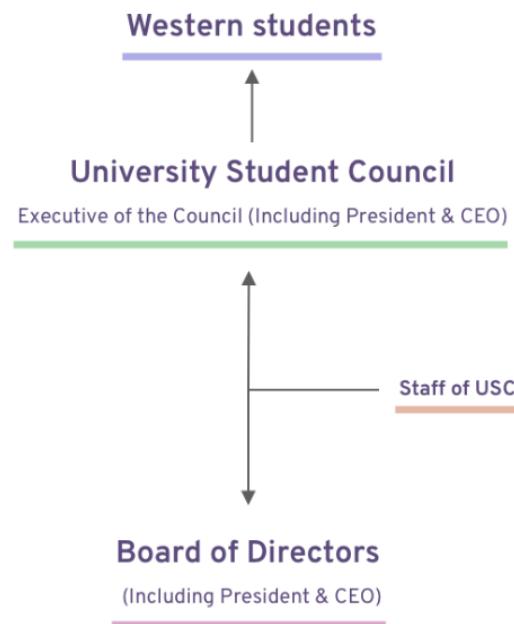 Western students
University Student Council
Executive of the Council (Including President & CEO)
Staff of USC
Board of Directors
(Including President & CEO)